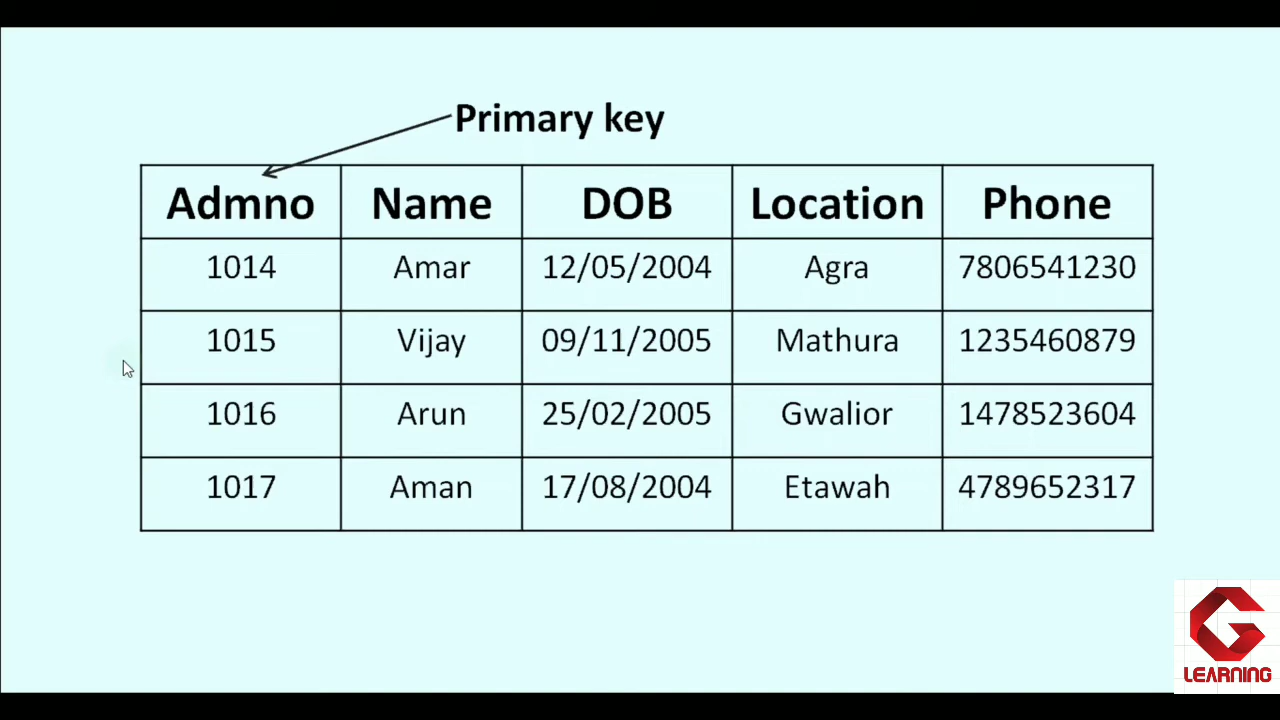 Primary key
Admno Name DOB Location Phone
1014 Amar 12/05/2004 Agra 7806541230
1015 Vijay 09/11/2005 Mathura 1235460879
1016 Arun 25/02/2005 Gwalior 1478523604
1017 Aman 17/08/2004 Etawah 4789652317
G
LEARNING